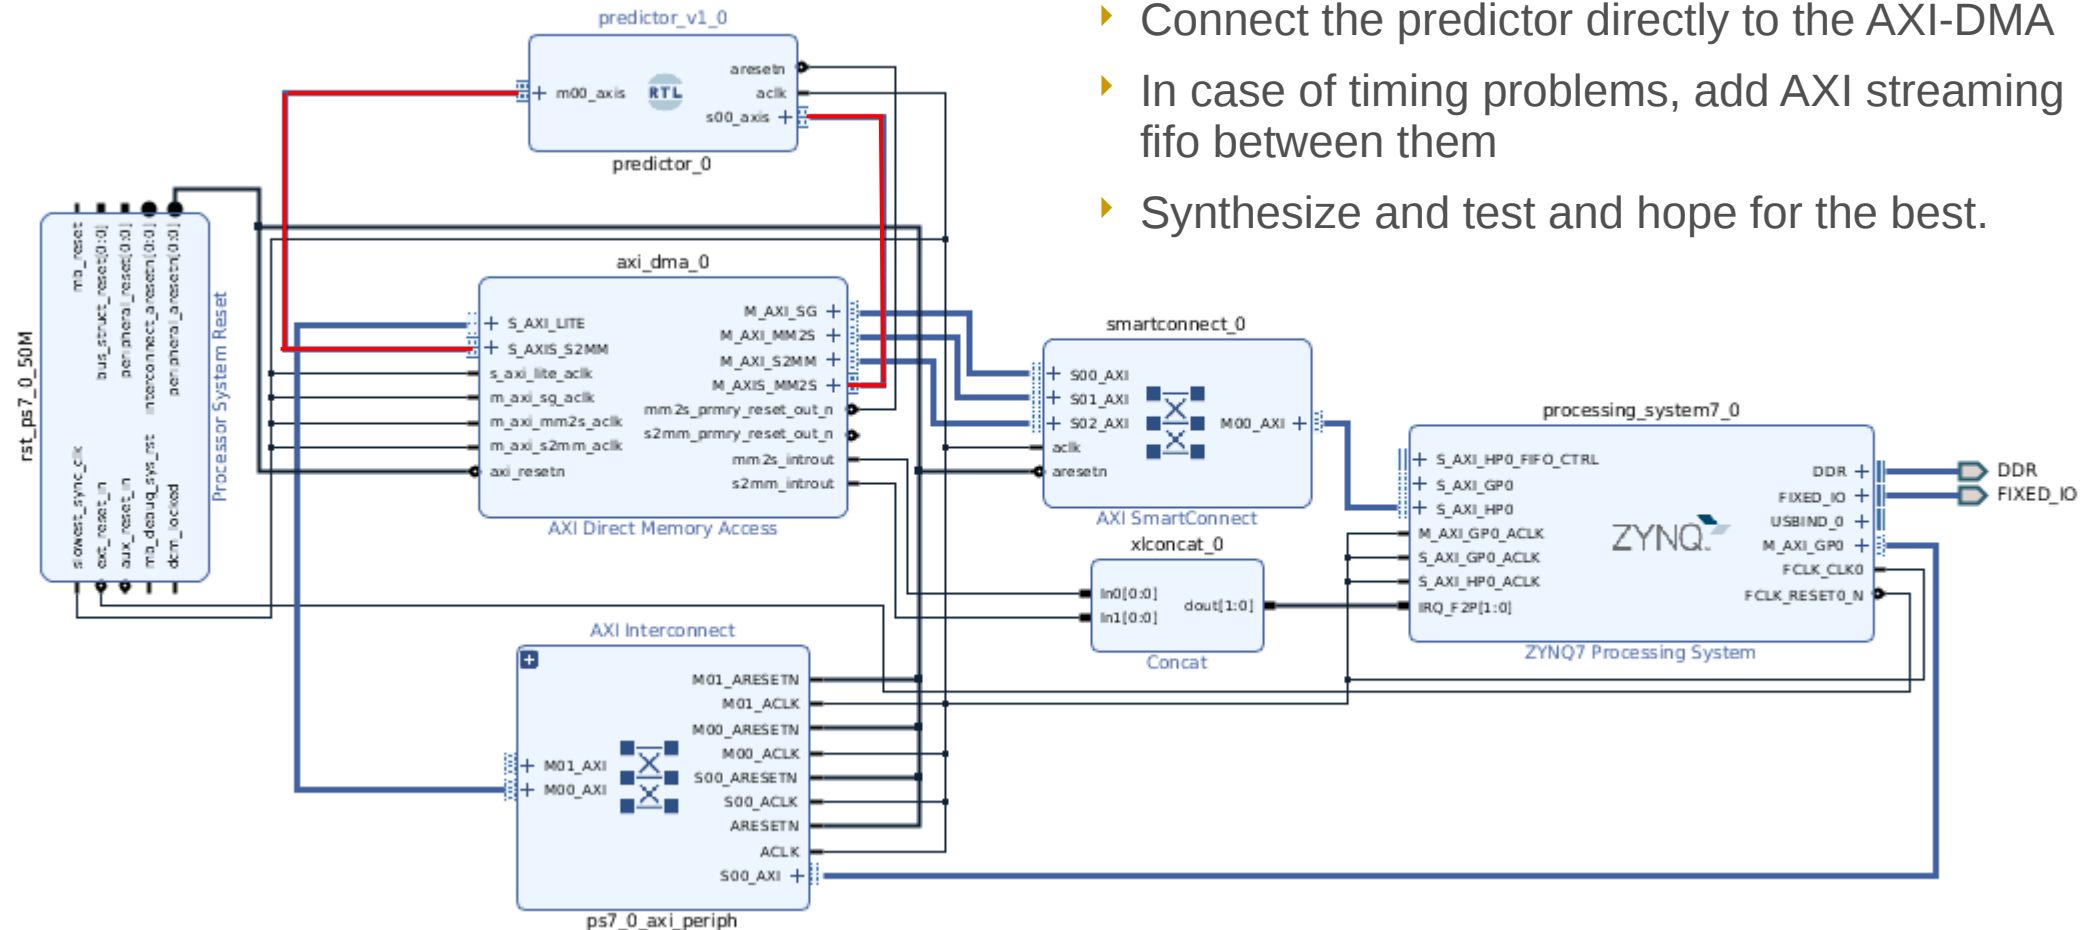 predictor_v1_0
aresetn
m00_axis
RTL
aclk
s00_axis
predictor_0
Connect the predictor directly to the AXI-DMA
In case of timing problems, add AXI streaming
fifo between them
Synthesize and test and hope for the best.
rst_ps7_0_50M
mb_reset
bus_struct_reset[0:0]
peripheral_reset[0:0]
interconnect_aresetn[0:0]
peripheral_aresetn[0:0]
slowest_sync_clk
ext_reset_in
aux_reset_in
mb_debug_sys_rst
dcm_locked
Processor System Reset
axi_dma_0
S_AXI_LITE
S_AXIS_S2MM
s_axi_lite_aclk
m_axi_sg_aclk
m_axi_mm2s_aclk
m_axi_s2mm_aclk
axi_resetn
M_AXI_SG
M_AXI_MM2S
M_AXI_S2MM
M_AXIS_MM2S
mm2s_prmry_reset_out_n
s2mm_prmry_reset_out_n
mm2s_introut
s2mm_introut
AXI Direct Memory Access
smartconnect_0
S00_AXI
S01_AXI
S02_AXI
aclk
aresetn
M00_AXI
AXI SmartConnect
xlconcat_0
In0[0:0]
In1[0:0]
dout[1:0]
Concat
processing_system7_0
S_AXI_HP0_FIFO_CTRL
S_AXI_GP0
S_AXI_HP0
M_AXI_GP0_ACLK
S_AXI_GP0_ACLK
S_AXI_HP0_ACLK
IRQ_F2P[1:0]
ZYNQ
DDR
FIXED_IO
USBIND_0
M_AXI_GP0
FCLK_CLK0
FCLK_RESET0_N
ZYNQ7 Processing System
DDR
FIXED_IO
AXI Interconnect
M01_AXI
M00_AXI
M01_ARESETN
M01_ACLK
M00_ARESETN
M00_ACLK
S00_ARESETN
S00_ACLK
ARESETN
ACLK
S00_AXI
ps7_0_axi_periph